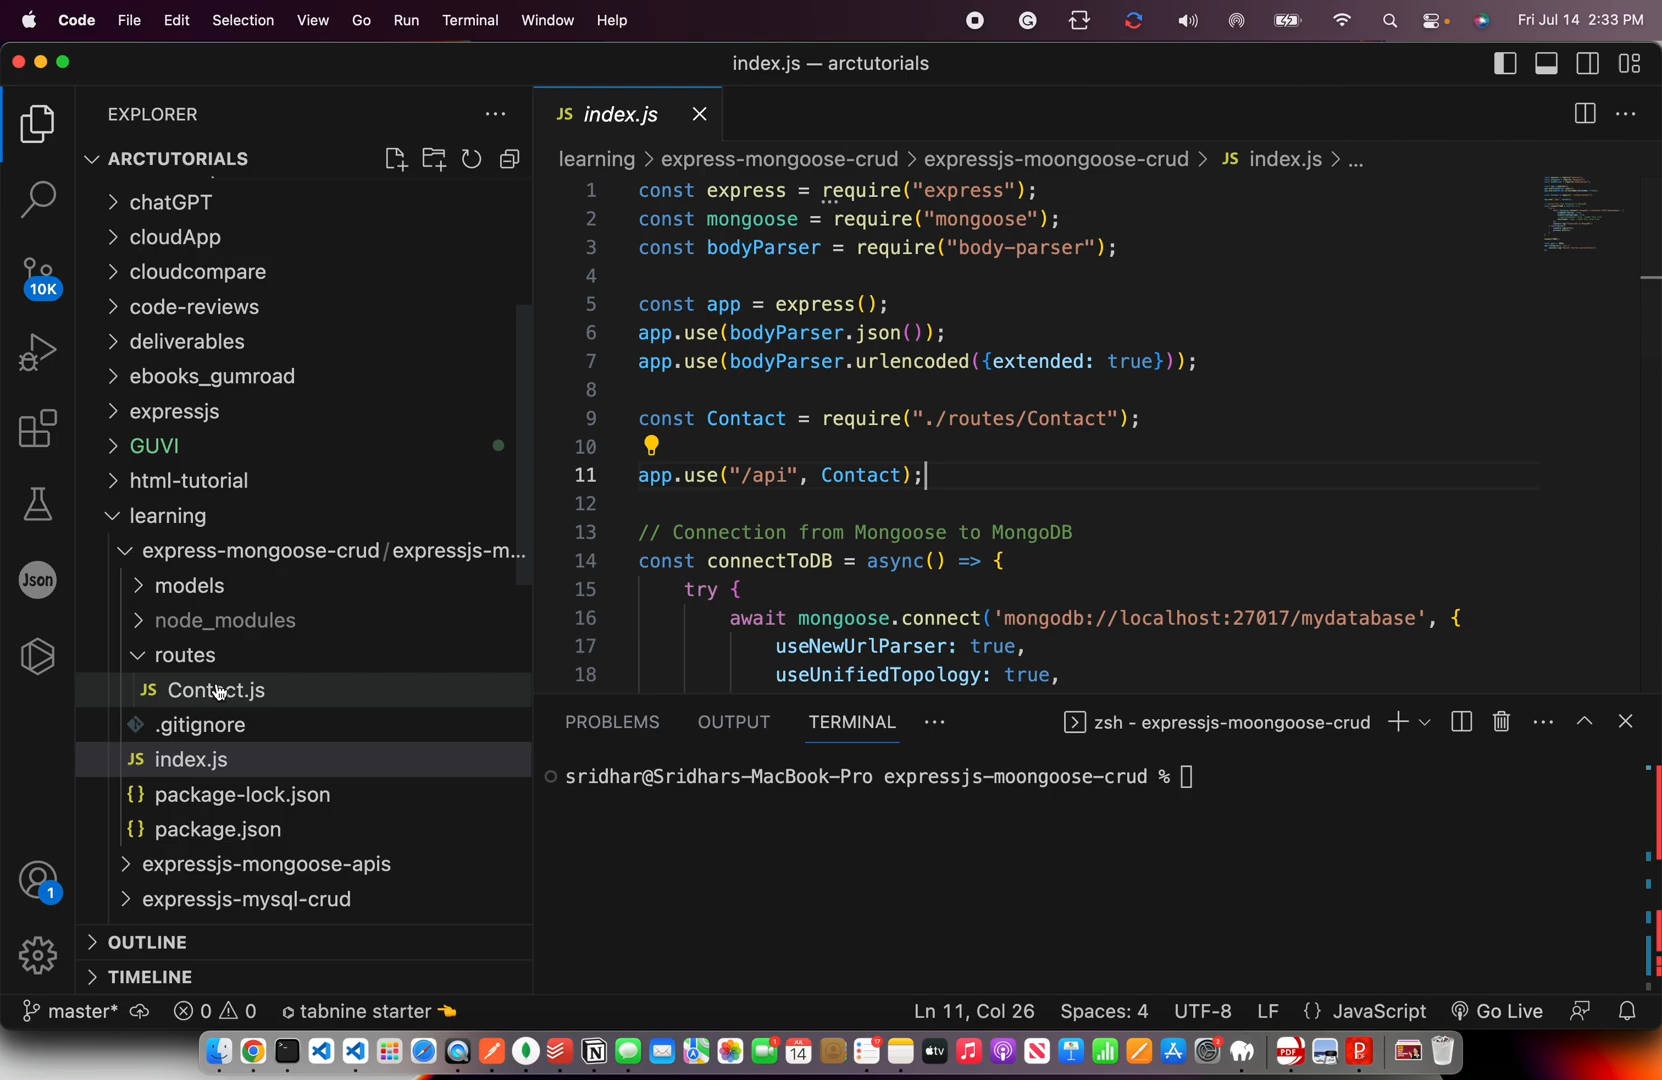 Code File Edit Selection View Go Run Terminal Window Help Fri Jul 14 2:33 PM
index.js — arctutorials
EXPLORER
ARCTUTORIALS
chatGPT
cloudApp
cloudcompare
code-reviews
deliverables
ebooks_gumroad
expressjs
GUVI
html-tutorial
learning
express-mongoose-crud/expressjs-m...
models
node_modules
routes
JS Contact.js
.gitignore
JS index.js
{} package-lock.json
{} package.json
expressjs-mongoose-apis
expressjs-mysql-crud
OUTLINE
TIMELINE
10K
Json
1
JS index.js
learning > express-mongoose-crud > expressjs-moongoose-crud > JS index.js > ...
1 const express = require("express");
2 const mongoose = require("mongoose");
3 const bodyParser = require("body-parser");
4
5 const app = express();
6 app.use(bodyParser.json());
7 app.use(bodyParser.urlencoded({extended: true}));
8
9 const Contact = require("./routes/Contact");
10
11 app.use("/api", Contact);
12
13 // Connection from Mongoose to MongoDB
14 const connectToDB = async() => {
15 try {
16 await mongoose.connect('mongodb://localhost:27017/mydatabase', {
17 useNewUrlParser: true,
18 useUnifiedTopology: true,
PROBLEMS OUTPUT TERMINAL ... zsh - expressjs-moongoose-crud
sridhar@Sridhars-MacBook-Pro expressjs-moongoose-crud %
master* 0 0 tabnine starter Ln 11, Col 26 Spaces: 4 UTF-8 LF {} JavaScript Go Live